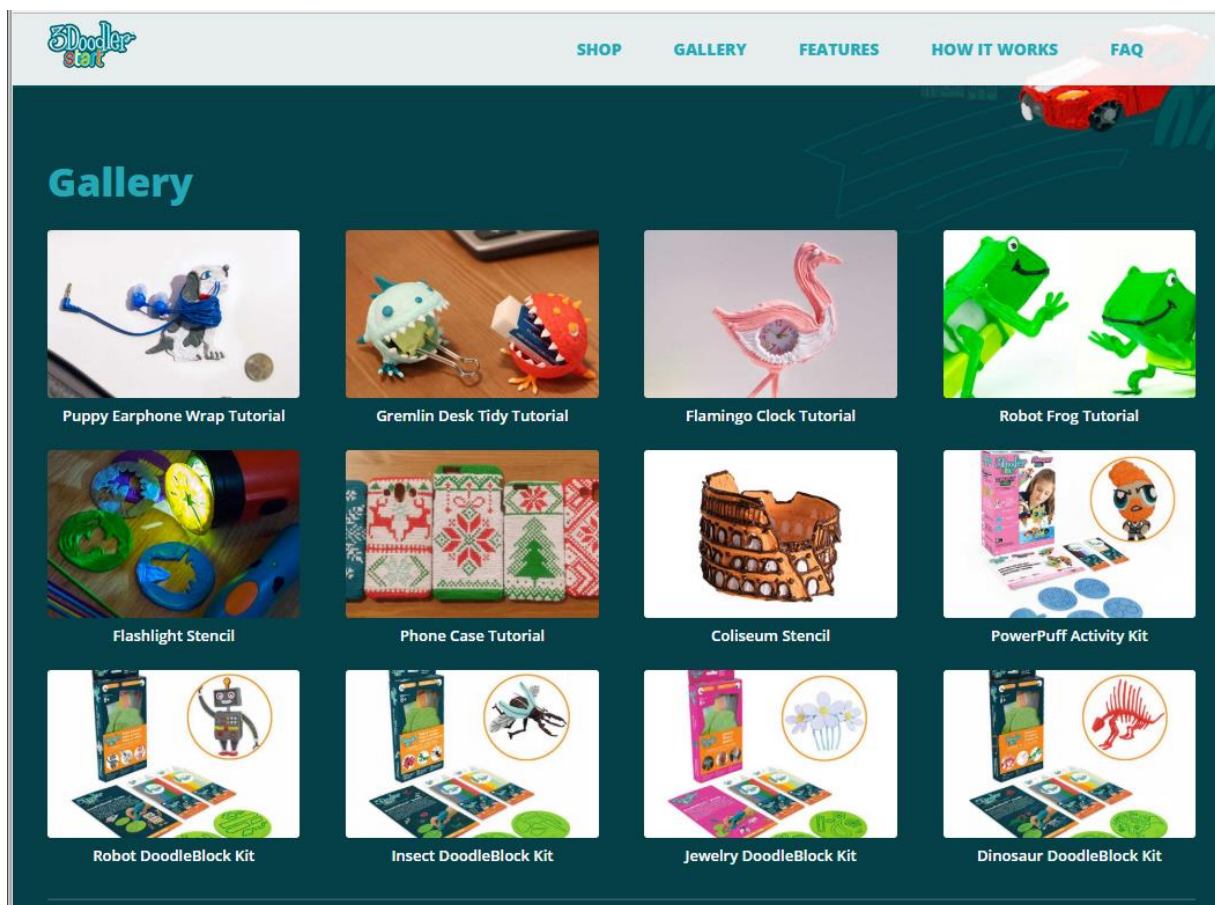 3Doodler
start
SHOP GALLERY FEATURES HOW IT WORKS FAQ
Gallery
Puppy Earphone Wrap Tutorial
Gremlin Desk Tidy Tutorial
Flamingo Clock Tutorial
Robot Frog Tutorial
Flashlight Stencil
Phone Case Tutorial
Coliseum Stencil
PowerPuff Activity Kit
Robot DoodleBlock Kit
Insect DoodleBlock Kit
Jewelry DoodleBlock Kit
Dinosaur DoodleBlock Kit